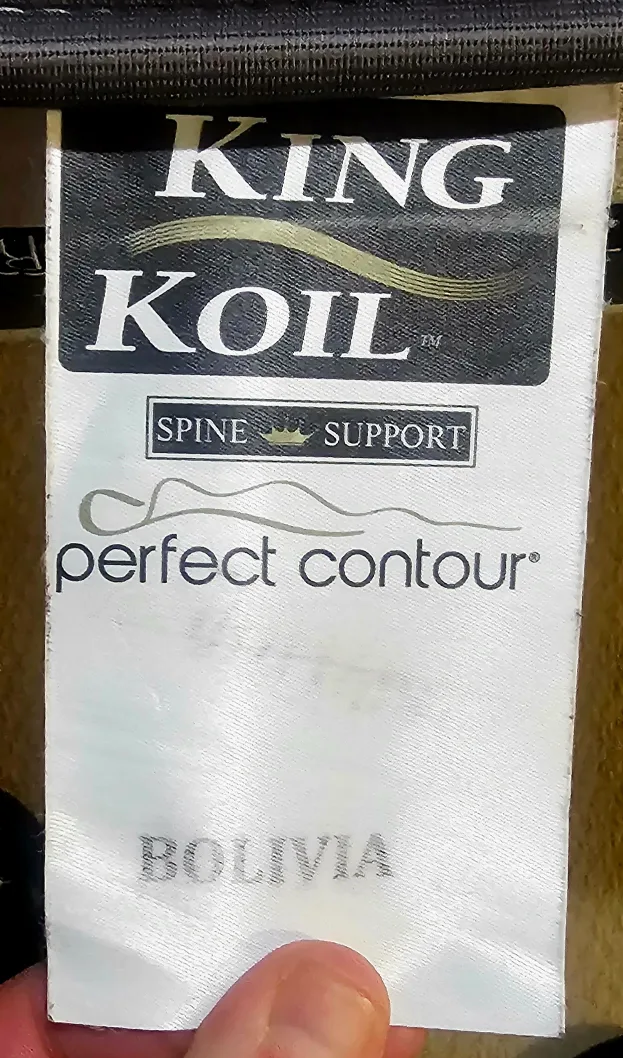 KING
KOIL™
SPINE SUPPORT
perfect contour®
BOLIVIA